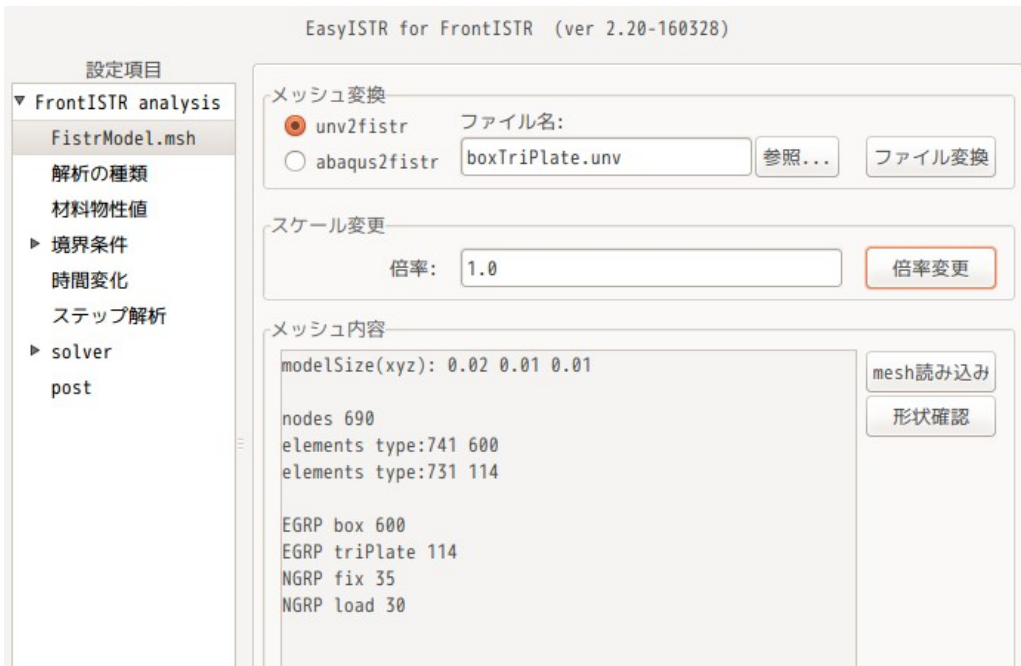 EasyISTR for FrontISTR (ver 2.20-160328)
設定項目
FrontISTR analysis
FistrModel.msh
解析の種類
材料物性値
境界条件
時間変化
ステップ解析
solver
post
メッシュ変換
unv2fistr
ファイル名:
abaqus2fistr
boxTriPlate.unv
参照...
ファイル変換
スケール変更
倍率:
1.0
倍率変更
メッシュ内容
modelSize(xyz): 0.02 0.01 0.01
nodes 690
elements type:741 600
elements type:731 114
EGRP box 600
EGRP triPlate 114
NGRP fix 35
NGRP load 30
mesh読み込み
形状確認